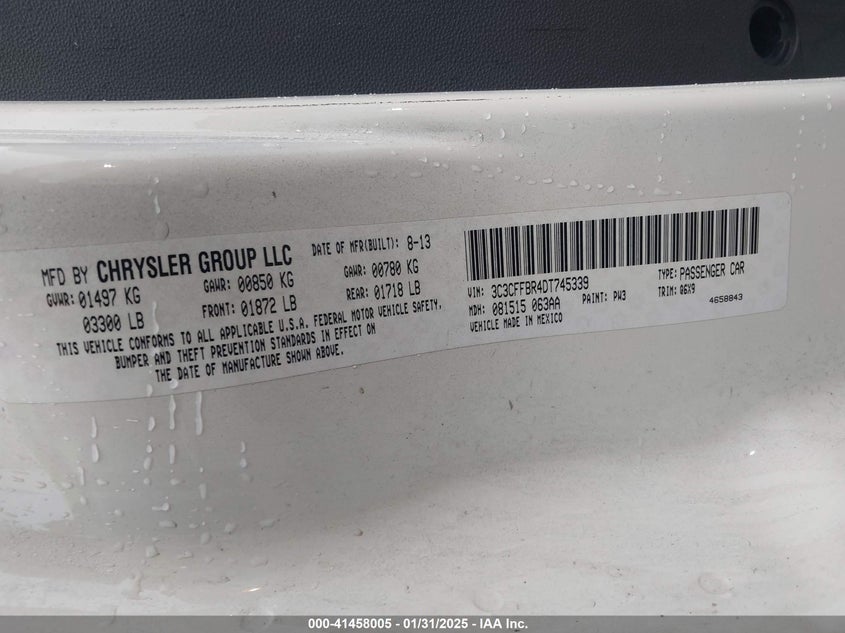 MFD BY CHRYSLER GROUP LLC DATE OF MFR(BUILT): 8-13
GVWR: 01497 KG GAWR: 00850 KG GAWR: 00780 KG
03300 LB FRONT: 01872 LB REAR: 01718 LB
THIS VEHICLE CONFORMS TO ALL APPLICABLE U.S.A. FEDERAL MOTOR VEHICLE SAFETY,
BUMPER AND THEFT PREVENTION STANDARDS IN EFFECT ON
THE DATE OF MANUFACTURE SHOWN ABOVE.
VIN: 3C3CFFBR4DT745339 TYPE: PASSENGER CAR
MDH: 081515 063AA PAINT: PW3 TRIM: A6X9
VEHICLE MADE IN MEXICO 4658843
000-41458005 - 01/31/2025 - IAA Inc.